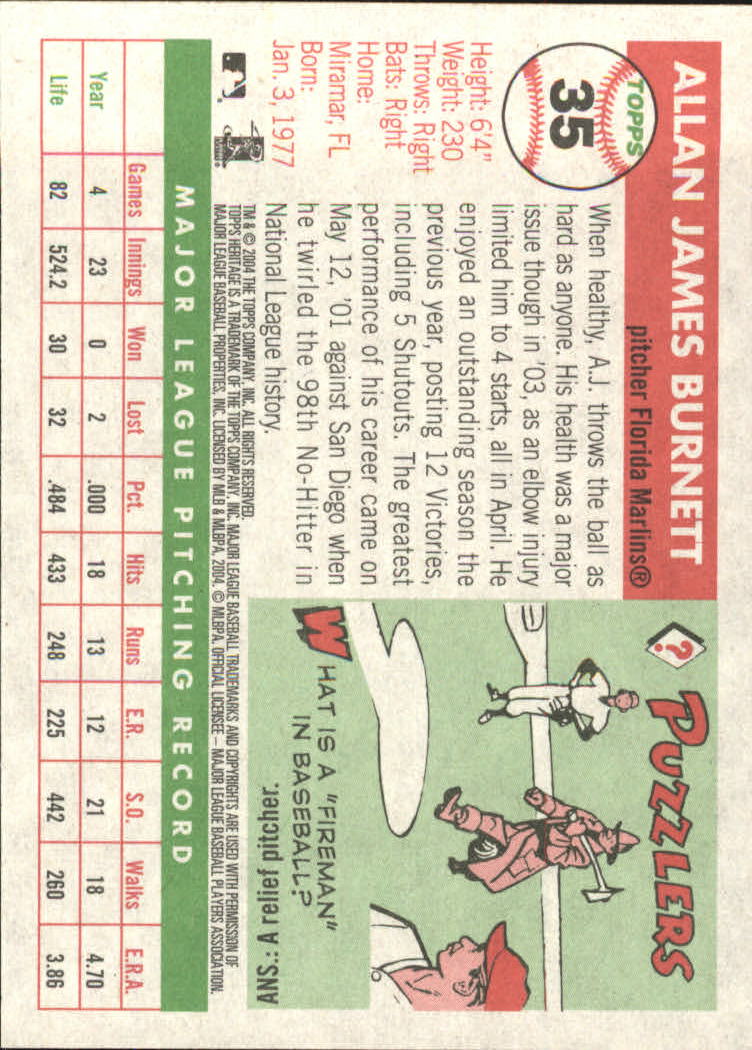 ALLAN JAMES BURNETT
pitcher Florida Marlins®
TOPPS
35
Height: 6'4"
Weight: 230
Throws: Right
Bats: Right
Home:
Miramar, FL
Born:
Jan. 3, 1977
When healthy, A.J. throws the ball as
hard as anyone. His health was a major
issue though in '03, as an elbow injury
limited him to 4 starts, all in April. He
enjoyed an outstanding season the
previous year, posting 12 Victories,
including 5 Shutouts. The greatest
performance of his career came on
May 12, '01 against San Diego when
he twirled the 98th No-Hitter in
National League history.
?
PUZZLERS
WHAT IS A "FIREMAN"
IN BASEBALL?
ANS.: A relief pitcher.
TM & © 2004 THE TOPPS COMPANY, INC. ALL RIGHTS RESERVED.
TOPPS HERITAGE IS A TRADEMARK OF THE TOPPS COMPANY, INC. MAJOR LEAGUE BASEBALL TRADEMARKS AND COPYRIGHTS ARE USED WITH PERMISSION OF
MAJOR LEAGUE BASEBALL PROPERTIES, INC. LICENSED BY MLB & MLBPA, 2004. © MLBPA. OFFICIAL LICENSEE – MAJOR LEAGUE BASEBALL PLAYERS ASSOCIATION.
MAJOR LEAGUE PITCHING RECORD
Games Innings Won Lost Pct. Hits Runs E.R. S.O. Walks E.R.A.
Year 4 23 0 2 .000 18 13 12 21 18 4.70
Life 82 524.2 30 32 .484 433 248 225 442 260 3.86